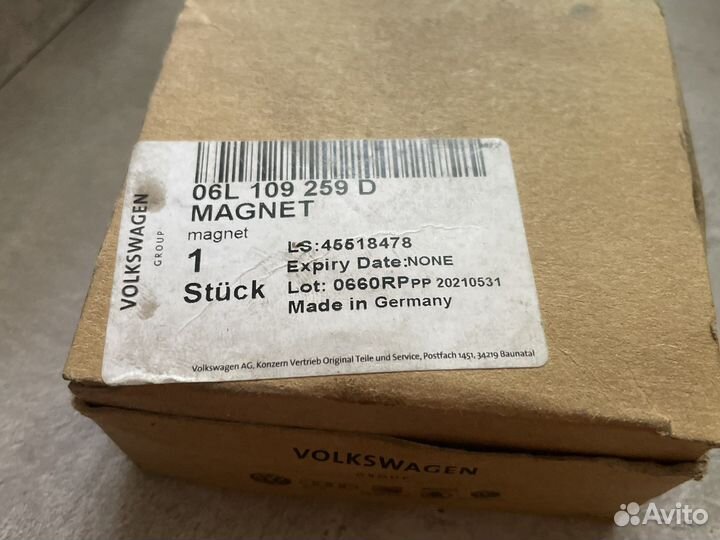 06L 109 259 D
MAGNET
magnet
1
Stück
LS:45518478
Expiry Date:NONE
Lot: 0660RPPP 20210531
Made in Germany
VOLKSWAGEN
GROUP
Volkswagen AG, Konzern Vertrieb Original Teile und Service, Postfach 1451, 34219 Baunatal
VOLKSWAGEN
GROUP
Avito